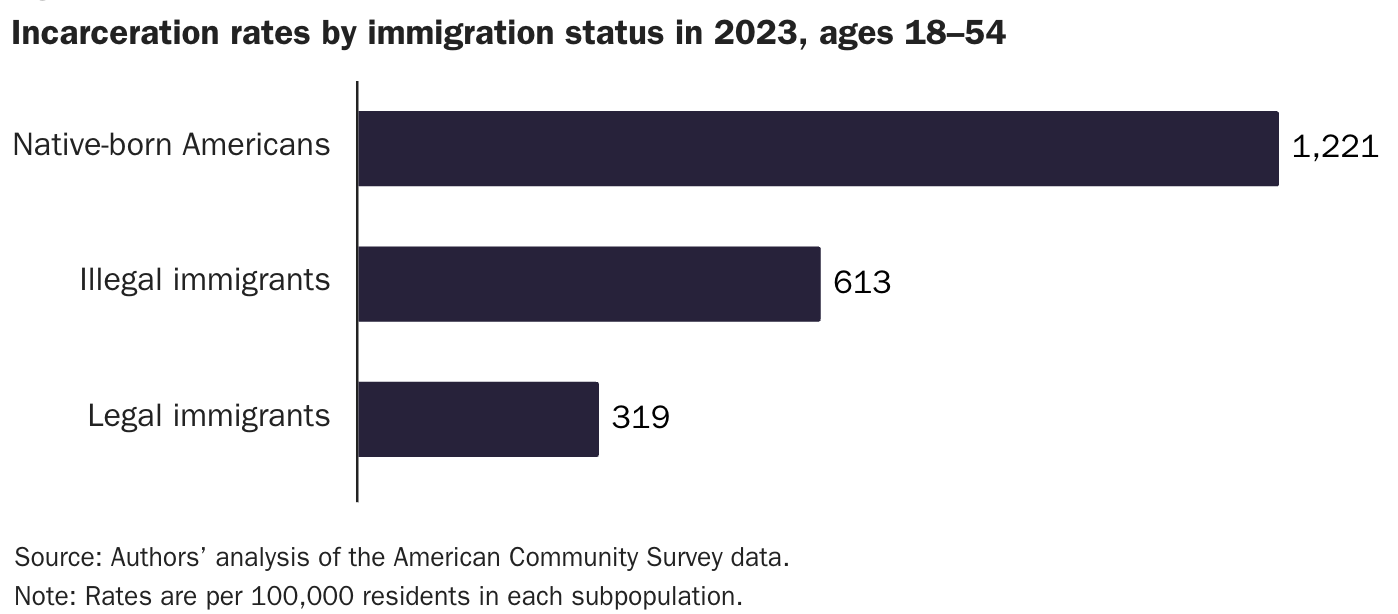 Incarceration rates by immigration status in 2023, ages 18–54
Native-born Americans
1,221
Illegal immigrants
613
Legal immigrants
319
Source: Authors’ analysis of the American Community Survey data.
Note: Rates are per 100,000 residents in each subpopulation.